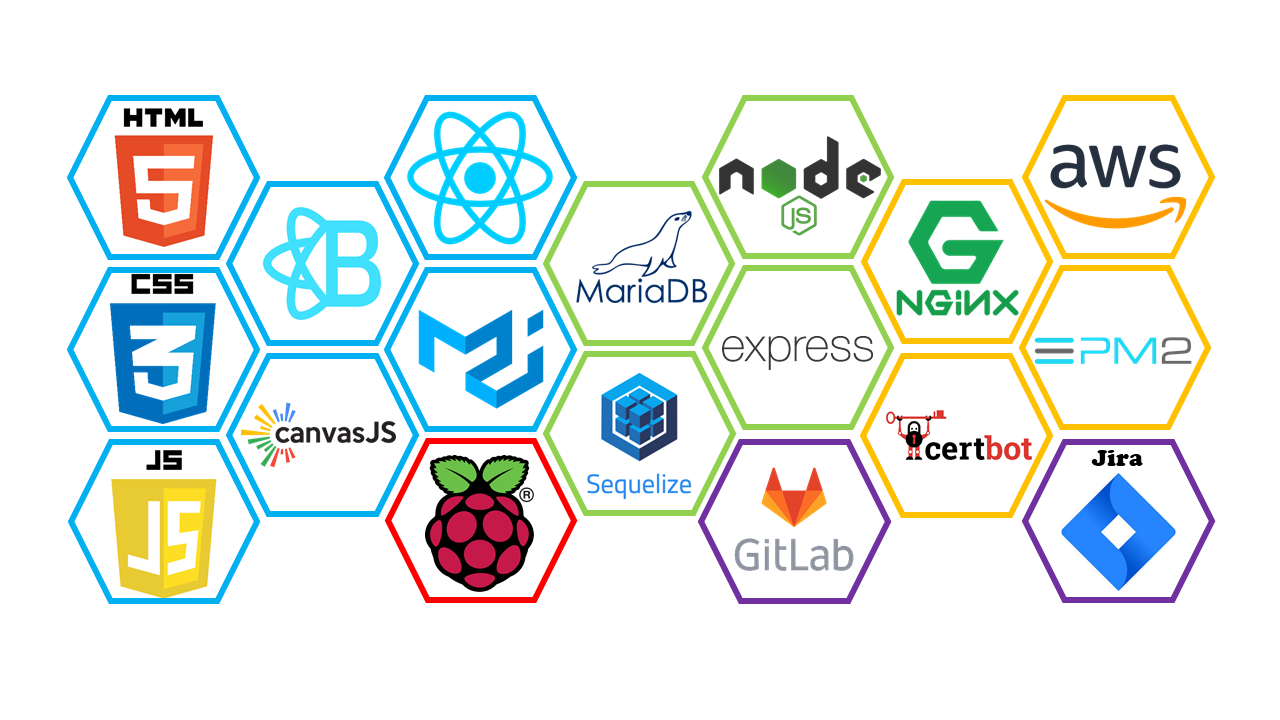 HTML
5
CSS
3
JS
JS
B
canvasJS
®
MariaDB
Sequelize
node
JS
express
GitLab
G
NGiNX
certbot
aws
PM2
Jira